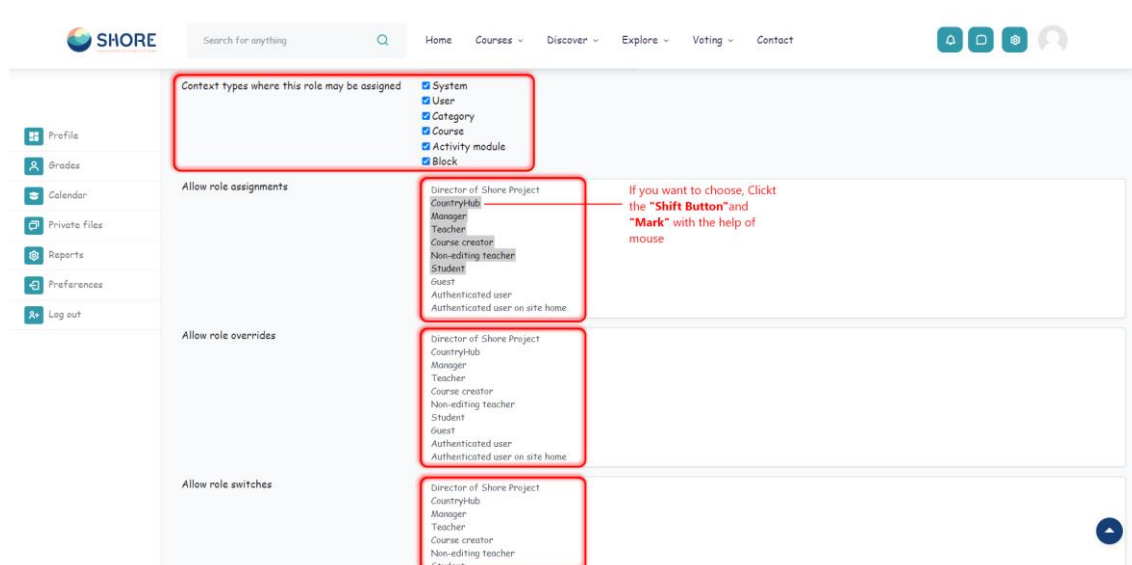 SHORE
Search for anything
Home Courses Discover Explore Voting Contact
Context types where this role may be assigned
System
User
Category
Course
Activity module
Block
Profile
Grades
Calendar
Private files
Reports
Preferences
Log out
Allow role assignments
Director of Shore Project
CountryHub
Manager
Teacher
Course creator
Non-editing teacher
Student
Guest
Authenticated user
Authenticated user on site home
If you want to choose, Clickt
the "Shift Button"and
"Mark" with the help of
mouse
Allow role overrides
Director of Shore Project
CountryHub
Manager
Teacher
Course creator
Non-editing teacher
Student
Guest
Authenticated user
Authenticated user on site home
Allow role switches
Director of Shore Project
CountryHub
Manager
Teacher
Course creator
Non-editing teacher
Student